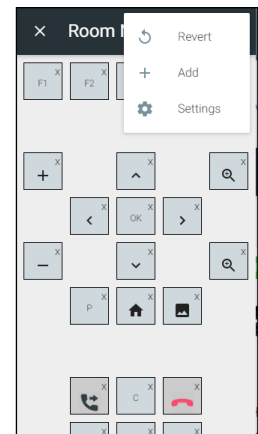 × Room
Revert
Add
Settings
F1 X F2 X
+ X X X
X OK X X
− X X X
P X X X
X C X X
X X X